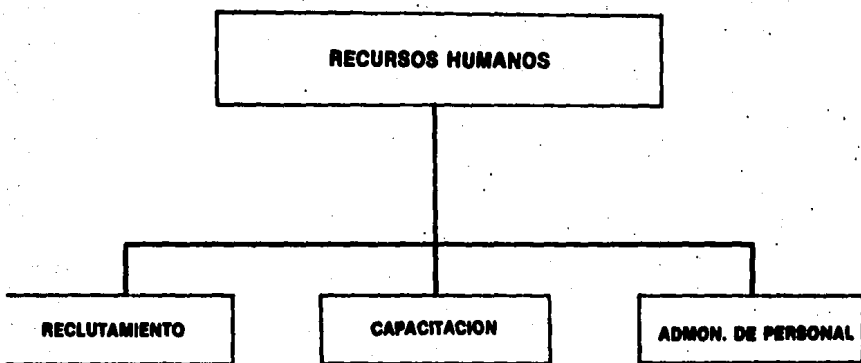 RECURSOS HUMANOS
RECLUTAMIENTO
CAPACITACION
ADMON. DE PERSONAL